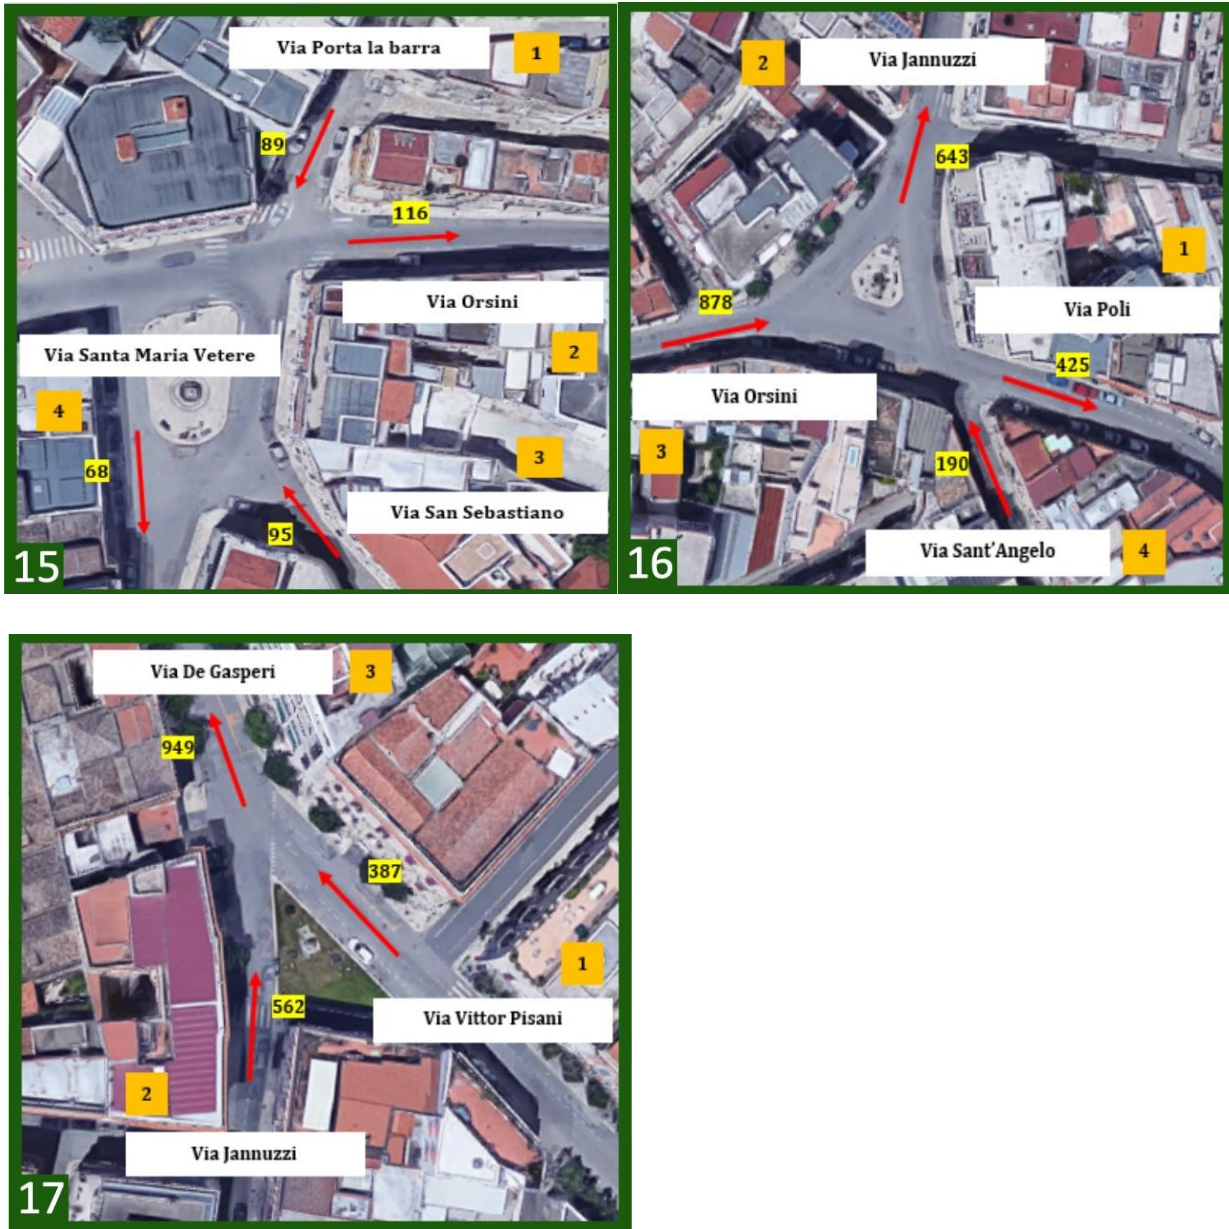 Via Porta la barra
1
89
116
Via Orsini
2
Via Santa Maria Vetere
4
68
3
Via San Sebastiano
95
15
2
Via Jannuzzi
643
1
878
Via Poli
425
Via Orsini
3
190
Via Sant'Angelo
4
16
Via De Gasperi
3
949
387
1
562
Via Vittor Pisani
2
Via Jannuzzi
17